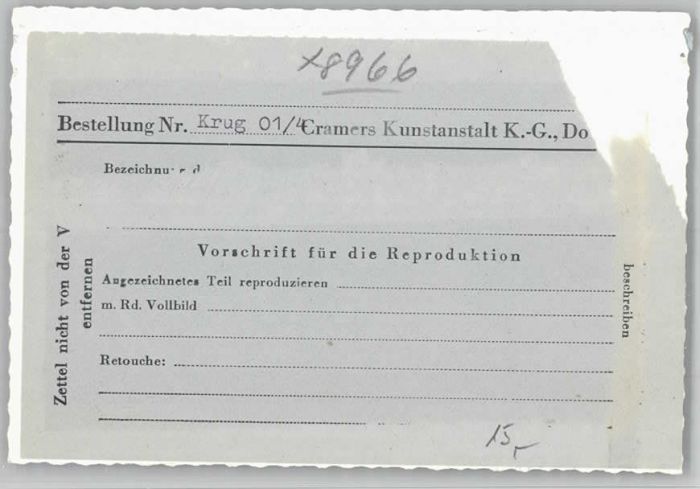 x8966
Bestellung Nr. Krug 01/4 Cramers Kunstanstalt K.-G., Do
Vorschrift für die Reproduktion
Angezeichnetes Teil reproduzieren
m. Rd. Vollbild
Retouche:
Zettel nicht von der V
entfernen
beschreiben
15,-